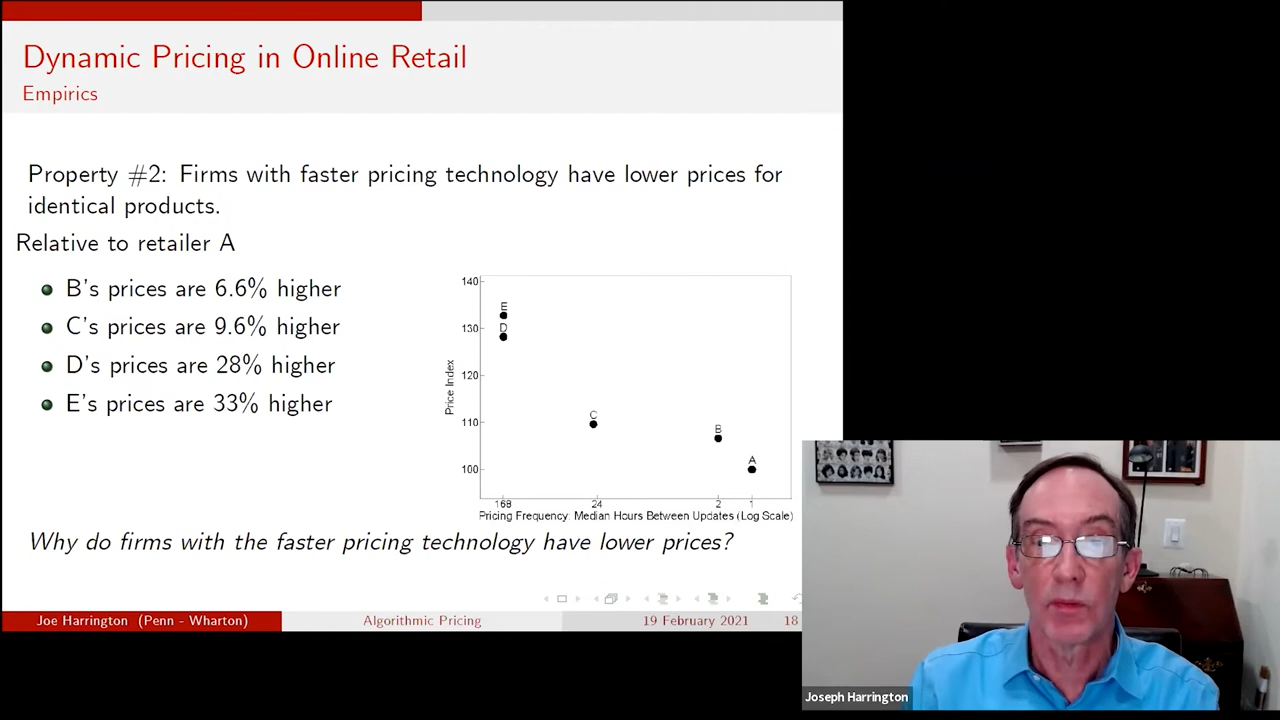 Dynamic Pricing in Online Retail
Empirics
Property #2: Firms with faster pricing technology have lower prices for
identical products.
Relative to retailer A
B's prices are 6.6% higher
C's prices are 9.6% higher
D's prices are 28% higher
E's prices are 33% higher
140
130
120
110
100
Price Index
E
D
C
B
A
168 24 2 1
Pricing Frequency: Median Hours Between Updates (Log Scale)
Why do firms with the faster pricing technology have lower prices?
Joe Harrington (Penn - Wharton) Algorithmic Pricing 19 February 2021 18
Joseph Harrington